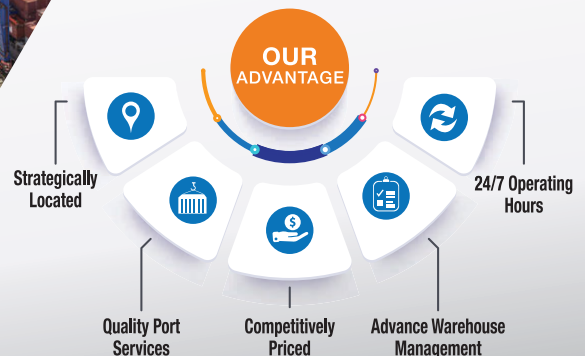 OUR
ADVANTAGE
Strategically
Located
24/7 Operating
Hours
Quality Port
Services
Competitively
Priced
Advance Warehouse
Management